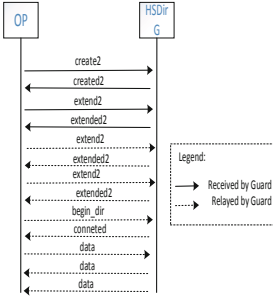 OP
HSDir
G
create2
created2
extend2
extended2
extend2
extended2
extend2
extended2
begin_dir
conneted
data
data
data
Legend:
Received by Guard
Relayed by Guard